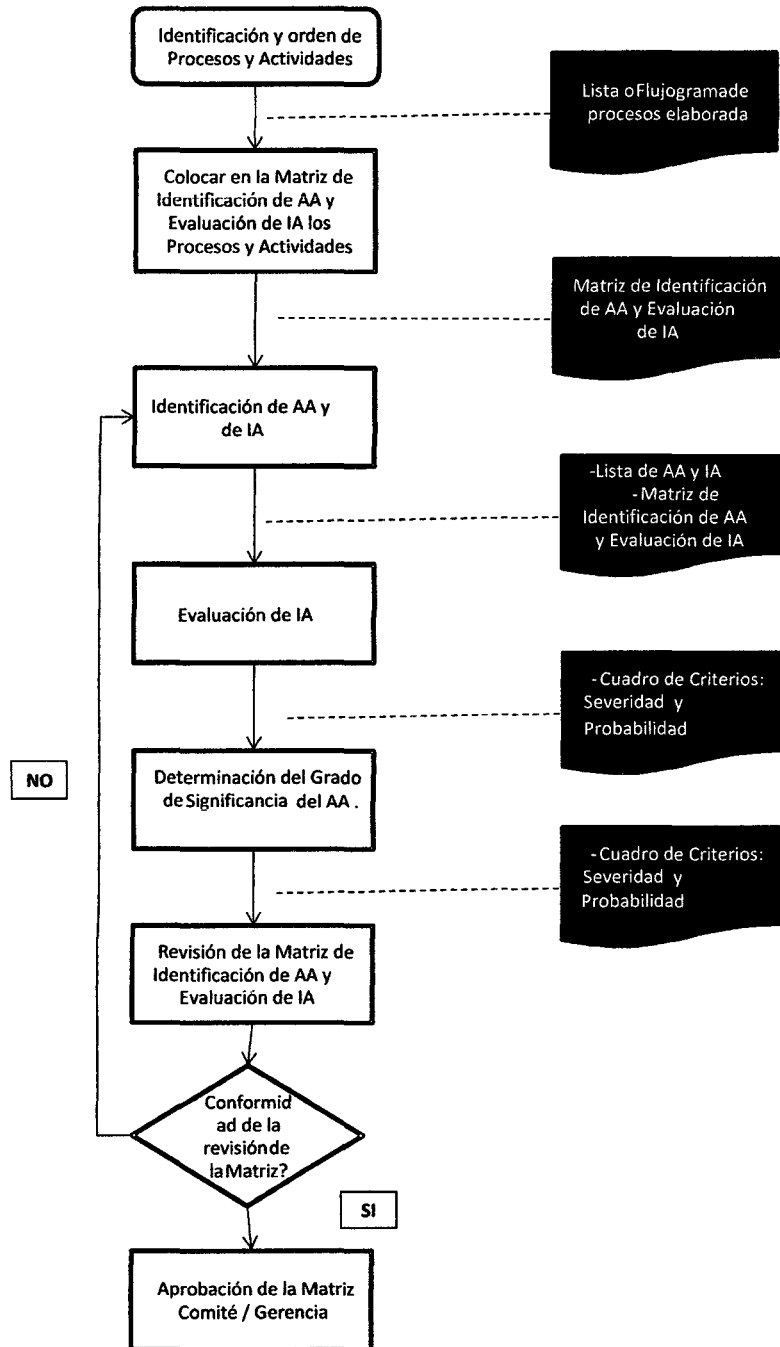 Identificación y orden de
Procesos y Actividades
Lista oFlujogramade
procesos elaborada
Colocar en la Matriz de
Identificación de AA y
Evaluación de IA los
Procesos y Actividades
Matriz de Identificación
de AA y Evaluación
de IA
Identificación de AA y
de IA
-Lista de AA y IA
-Matriz de
Identificación de AA
y Evaluación de IA
Evaluación de IA
-Cuadro de Criterios:
Severidad y
Probabilidad
NO
Determinación del Grado
de Significancia del AA .
-Cuadro de Criterios:
Severidad y
Probabilidad
Revisión de la Matriz de
Identificación de AA y
Evaluación de IA
Conformid
ad de la
revisión de
la Matriz?
SI
Aprobación de la Matriz
Comité / Gerencia